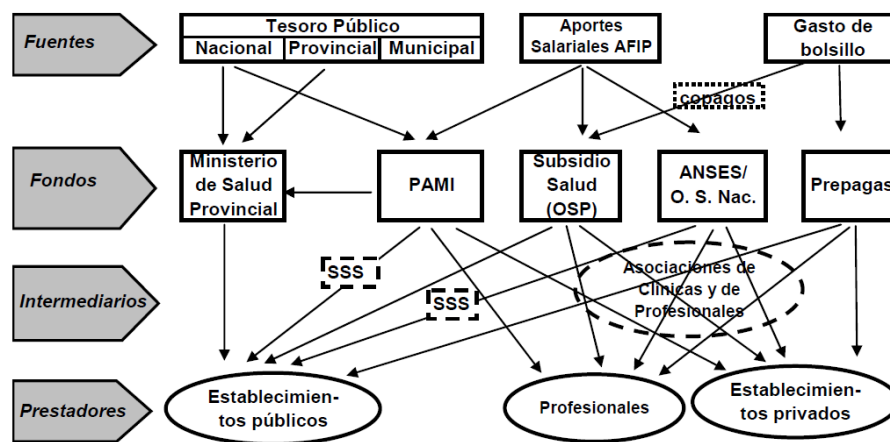 Fuentes
Tesoro Público
Nacional Provincial Municipal
Aportes
Salariales AFIP
Gasto de
bolsillo
copagos
Fondos
Ministerio
de Salud
Provincial
PAMI
Subsidio
Salud
(OSP)
ANSES/
O. S. Nac.
Prepagas
Intermediarios
SSS
SSS
Asociaciones de
Clínicas y de
Profesionales
Prestadores
Establecimien-
tos públicos
Profesionales
Establecimien-
tos privados